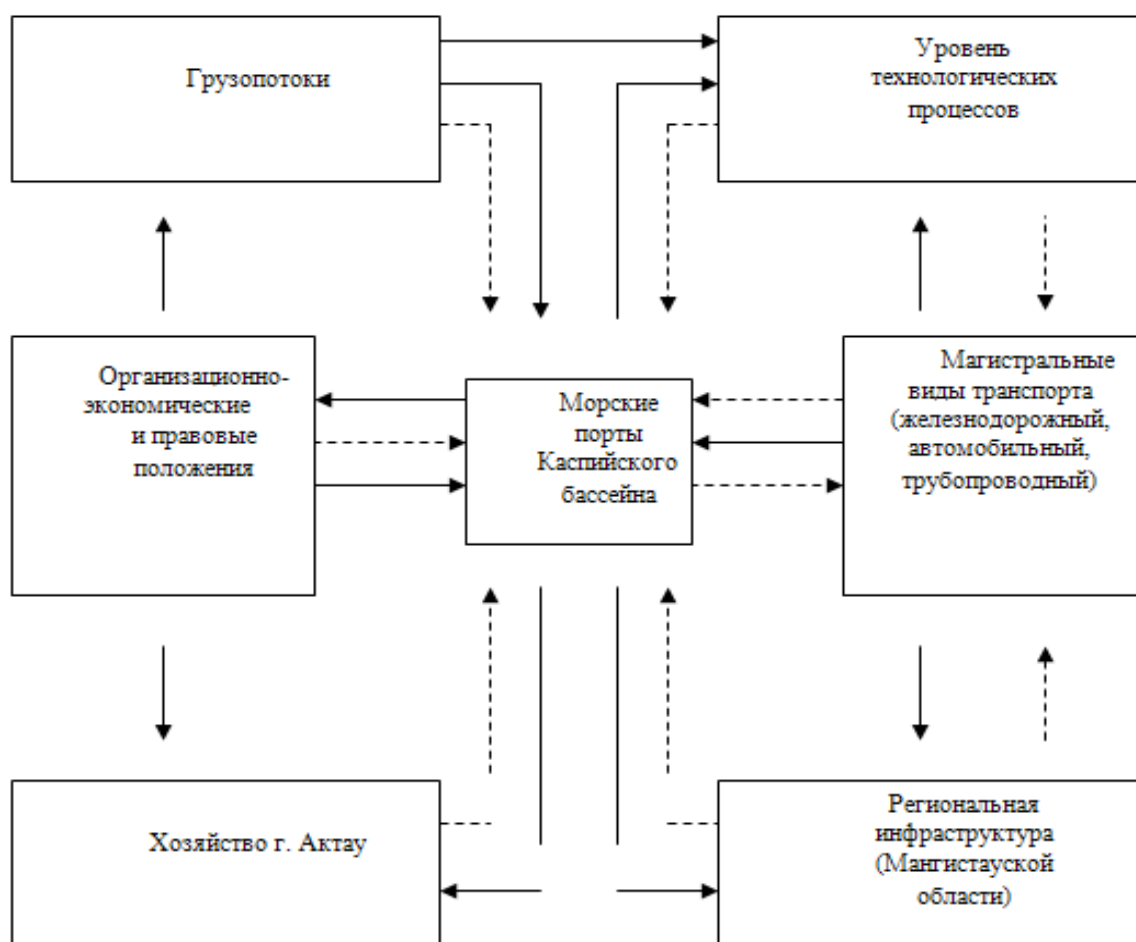 Грузопотоки
Уровень
технологических
процессов
Организационно-
экономические
и правовые
положения
Морские
порты
Каспийского
бассейна
Магистральные
виды транспорта
(железнодорожный,
автомобильный,
трубопроводный)
Хозяйство г. Актау
Региональная
инфраструктура
(Мангистауской
области)